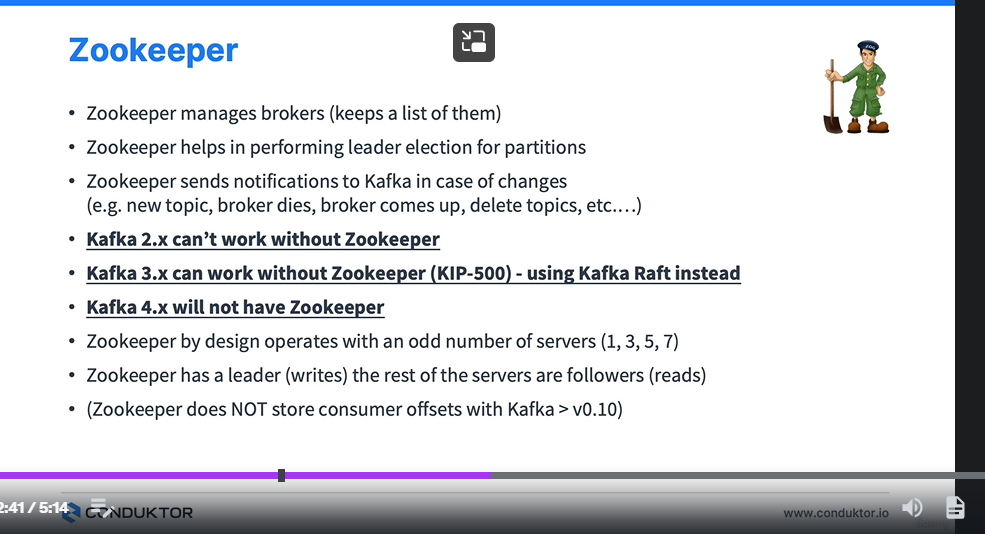 Zookeeper
• Zookeeper manages brokers (keeps a list of them)
• Zookeeper helps in performing leader election for partitions
• Zookeeper sends notifications to Kafka in case of changes
(e.g. new topic, broker dies, broker comes up, delete topics, etc.…)
• Kafka 2.x can’t work without Zookeeper
• Kafka 3.x can work without Zookeeper (KIP-500) - using Kafka Raft instead
• Kafka 4.x will not have Zookeeper
• Zookeeper by design operates with an odd number of servers (1, 3, 5, 7)
• Zookeeper has a leader (writes) the rest of the servers are followers (reads)
• (Zookeeper does NOT store consumer offsets with Kafka > v0.10)
2:41 / 5:14
CONDUKTOR
www.conduktor.io